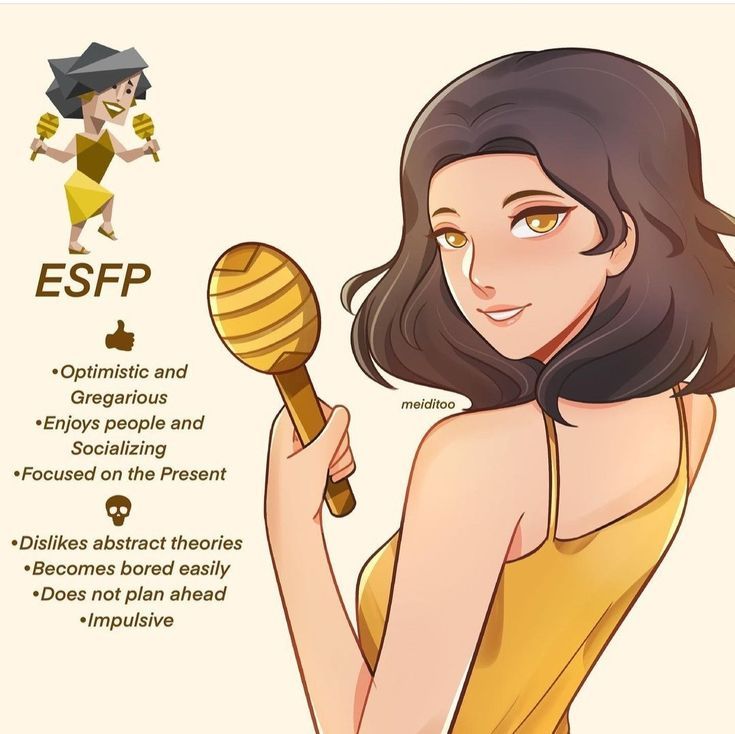 ESFP
•Optimistic and
Gregarious
•Enjoys people and
Socializing
•Focused on the Present
•Dislikes abstract theories
•Becomes bored easily
•Does not plan ahead
•Impulsive
meiditoo